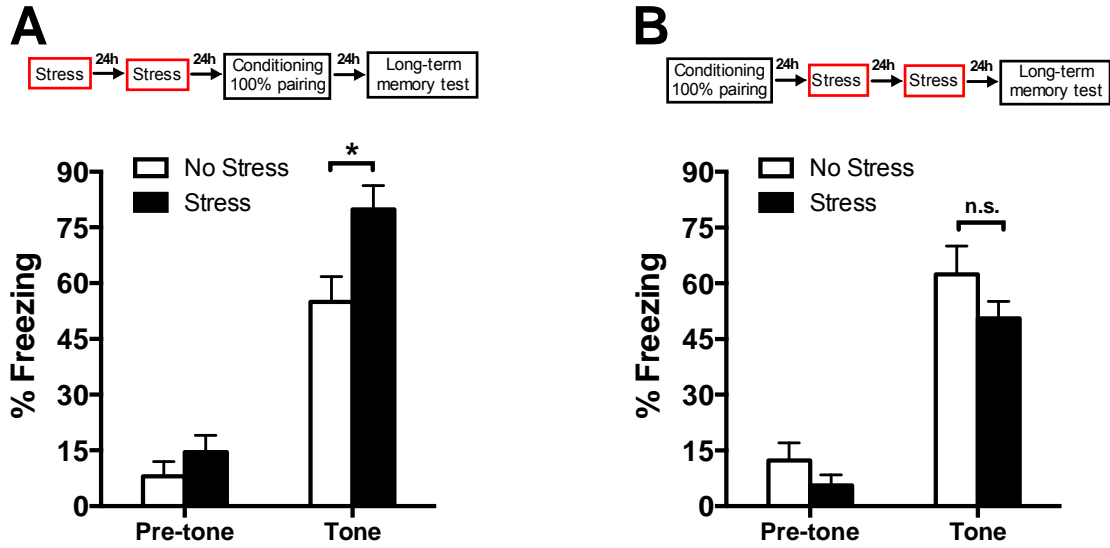 A
Stress
24h
Stress
24h
Conditioning
100% pairing
24h
Long-term
memory test
No Stress
Stress
*
% Freezing
90
75
60
45
30
15
0
Pre-tone
Tone
B
Conditioning
100% pairing
24h
Stress
24h
Stress
24h
Long-term
memory test
No Stress
Stress
n.s.
% Freezing
90
75
60
45
30
15
0
Pre-tone
Tone